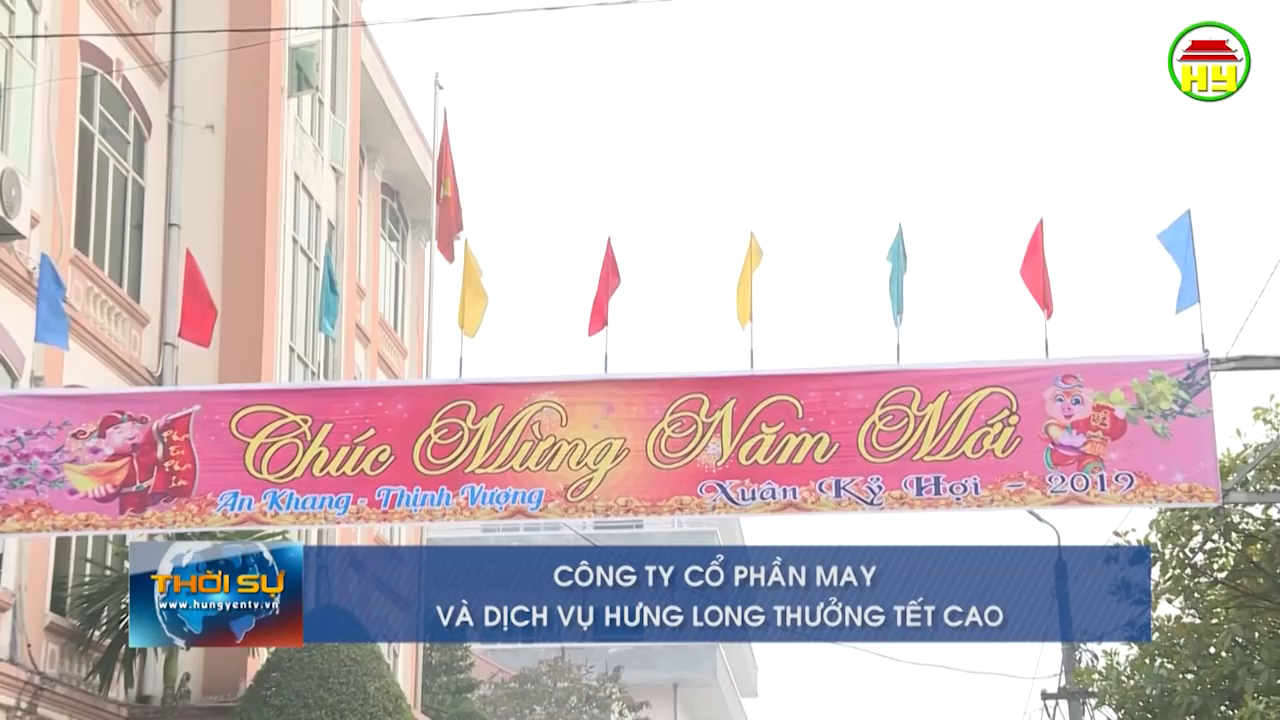 HY
Chúc Mừng Năm Mới
An Khang - Thịnh Vượng
Xuân Kỷ Hợi - 2019
THỜI SỰ
www.hungyentv.vn
CÔNG TY CỔ PHẦN MAY
VÀ DỊCH VỤ HƯNG LONG THƯỞNG TẾT CAO